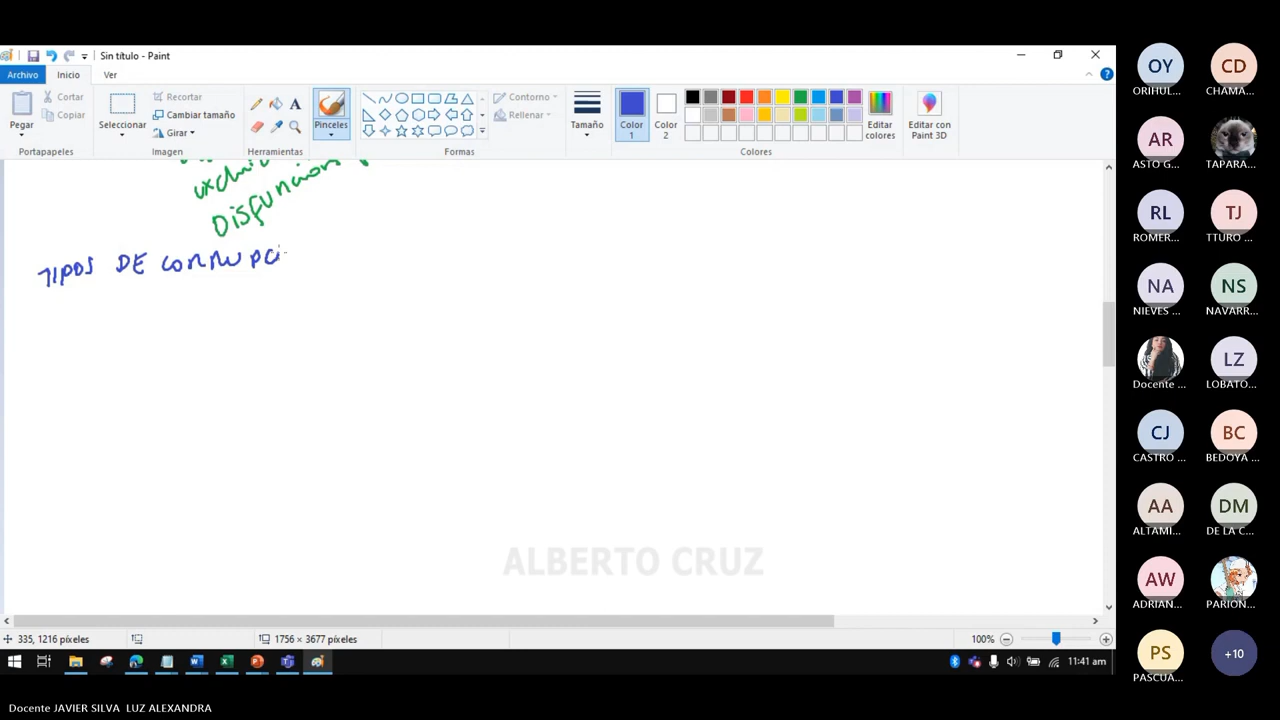 Sin título - Paint
Archivo
Inicio
Ver
Pegar
Cortar
Copiar
Portapapeles
Seleccionar
Recortar
Cambiar tamaño
Girar
Imagen
Herramientas
Pinceles
Contorno
Rellenar
Formas
Tamaño
Color 1
Color 2
Editar colores
Editar con Paint 3D
Colores
Disfuncions
TIPOS DE CORRUPCI
ALBERTO CRUZ
335, 1216 píxeles
1756 × 3677 píxeles
100%
11:41 am
OY
ORIHUL...
CD
CHAMA...
AR
ASTO G...
TAPARA...
RL
ROMER...
TJ
TTURO ...
NA
NIEVES ...
NS
NAVARR...
Docente ...
LZ
LOBATO...
CJ
CASTRO ...
BC
BEDOYA ...
AA
ALTAMI...
DM
DE LA C...
AW
ADRIAN...
PARION...
PS
PASCUA...
+10
Docente JAVIER SILVA LUZ ALEXANDRA